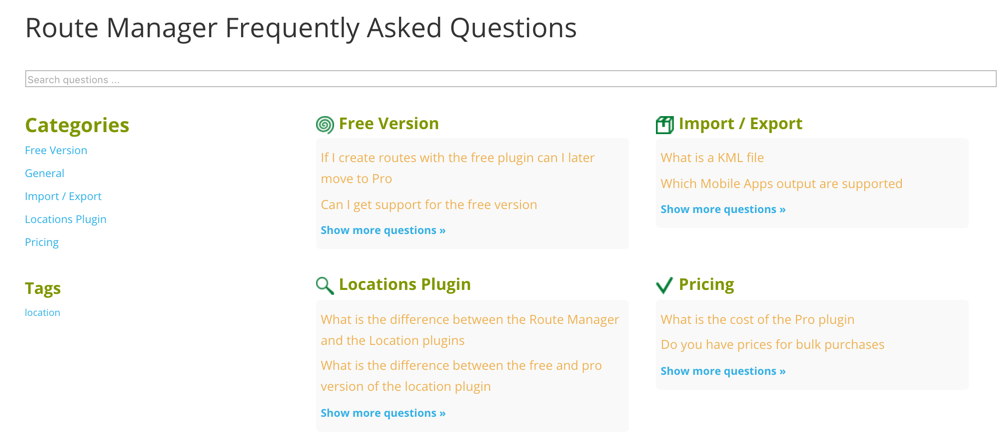 Route Manager Frequently Asked Questions
Search questions ...
Categories
Free Version
General
Import / Export
Locations Plugin
Pricing
Tags
location
Free Version
If I create routes with the free plugin can I later
move to Pro
Can I get support for the free version
Show more questions »
Import / Export
What is a KML file
Which Mobile Apps output are supported
Show more questions »
Locations Plugin
What is the difference between the Route Manager
and the Location plugins
What is the difference between the free and pro
version of the location plugin
Show more questions »
Pricing
What is the cost of the Pro plugin
Do you have prices for bulk purchases
Show more questions »